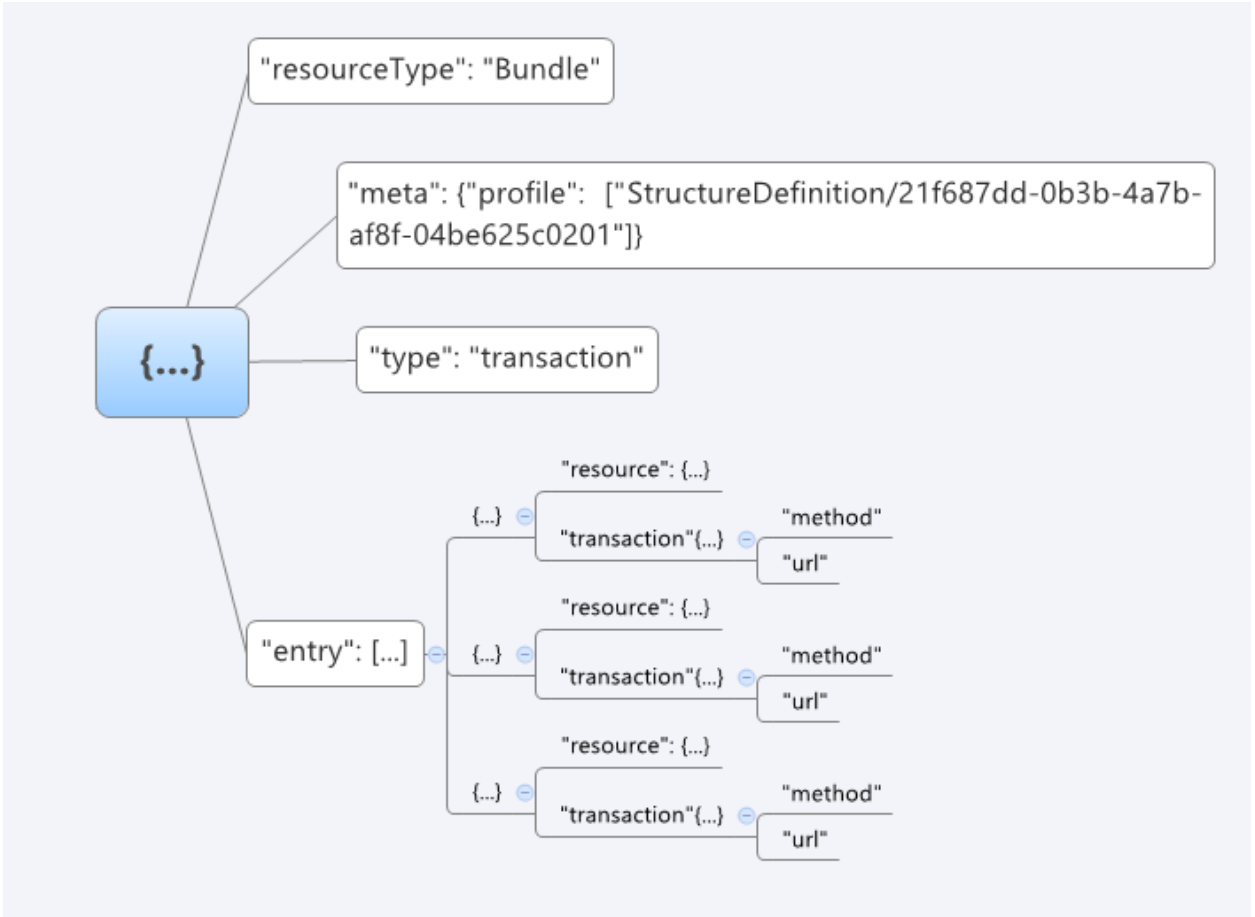 "resourceType": "Bundle"
"meta": {"profile":  ["StructureDefinition/21f687dd-0b3b-4a7b-
af8f-04be625c0201"]}
{...}
"type": "transaction"
"entry": [...]
{...}
"resource": {...}
"transaction"{...}
"method"
"url"
{...}
"resource": {...}
"transaction"{...}
"method"
"url"
{...}
"resource": {...}
"transaction"{...}
"method"
"url"